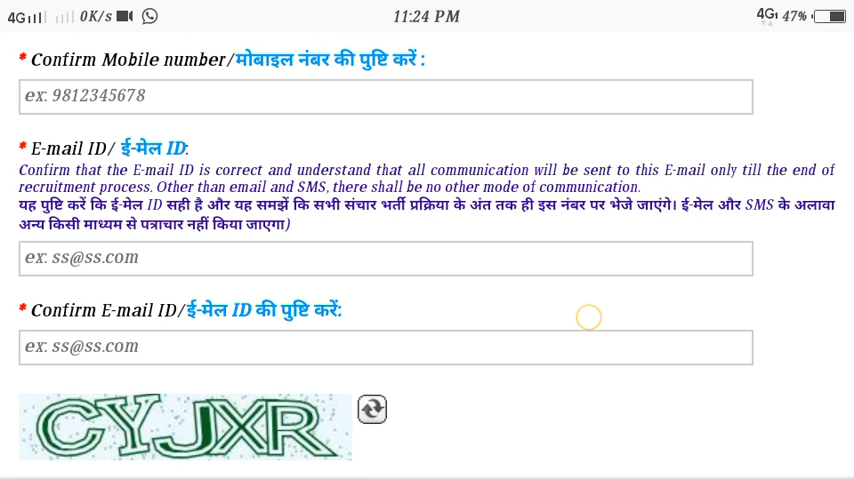 4G 0K/s 11:24 PM 4G 47%
* Confirm Mobile number/मोबाइल नंबर की पुष्टि करें :
ex: 9812345678
* E-mail ID/ ई-मेल ID:
Confirm that the E-mail ID is correct and understand that all communication will be sent to this E-mail only till the end of
recruitment process. Other than email and SMS, there shall be no other mode of communication.
यह पुष्टि करें कि ई-मेल ID सही है और यह समझें कि सभी संचार भर्ती प्रक्रिया के अंत तक ही इस नंबर पर भेजे जाएंगे। ई-मेल और SMS के अलावा
अन्य किसी माध्यम से पत्राचार नहीं किया जाएगा)
ex: ss@ss.com
* Confirm E-mail ID/ई-मेल ID की पुष्टि करें:
ex: ss@ss.com
CYJXR